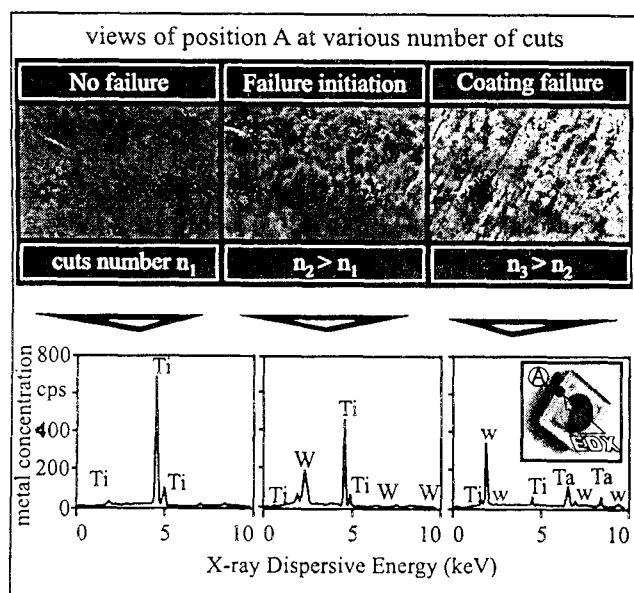 views of position A at various number of cuts
No failure Failure initiation Coating failure
cuts number n₁ n₂ > n₁ n₃ > n₂
metal concentration
800
cps
400
200
0
Ti Ti Ti
Ti W Ti Ti W W
Ti W W Ti Ta W Ta W
A
EDX
0 5 10 0 5 10 0 5 10
X-ray Dispersive Energy (keV)